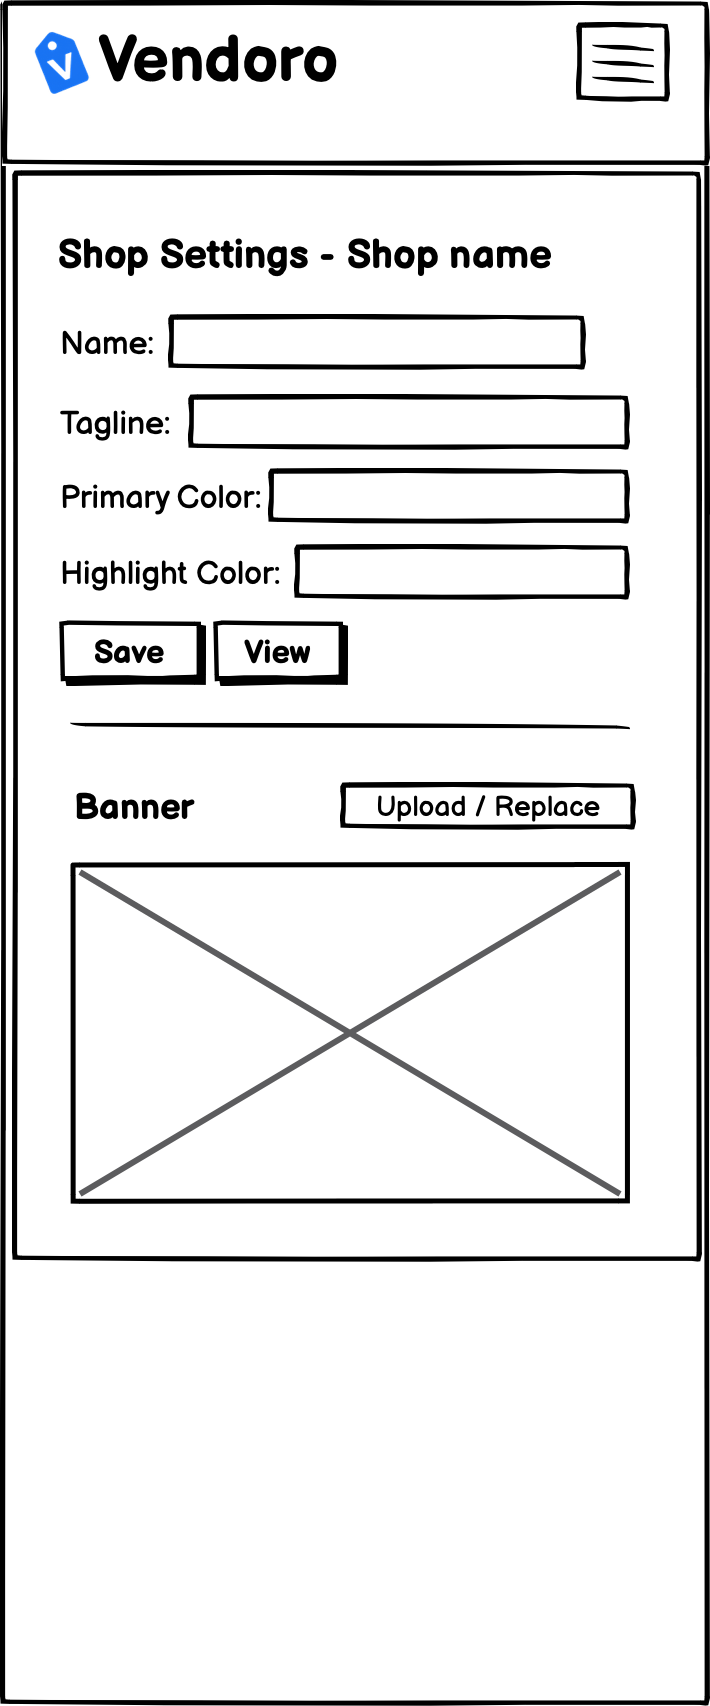 Vendoro
Shop Settings - Shop name
Name:
Tagline:
Primary Color:
Highlight Color:
Save View
Banner Upload / Replace